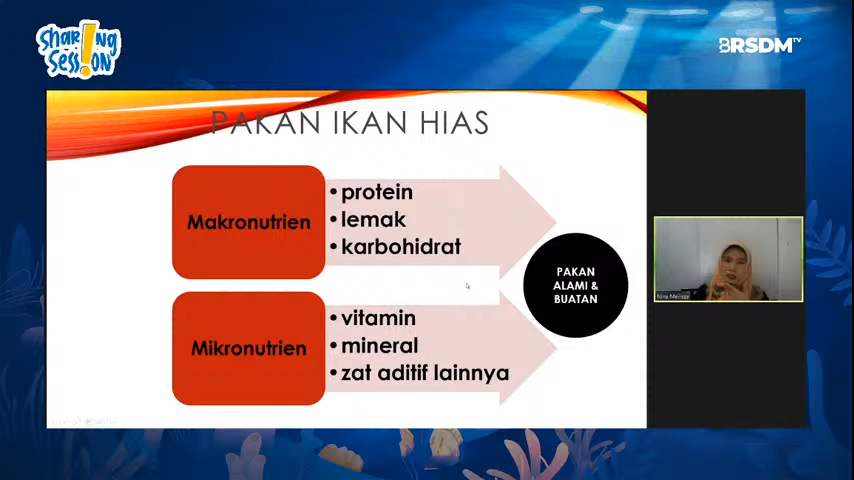 Sharing
Session
BRSDM TV
PAKAN IKAN HIAS
Makronutrien
• protein
• lemak
• karbohidrat
PAKAN
ALAMI &
BUATAN
Mikronutrien
• vitamin
• mineral
• zat aditif lainnya
Nina Melisza